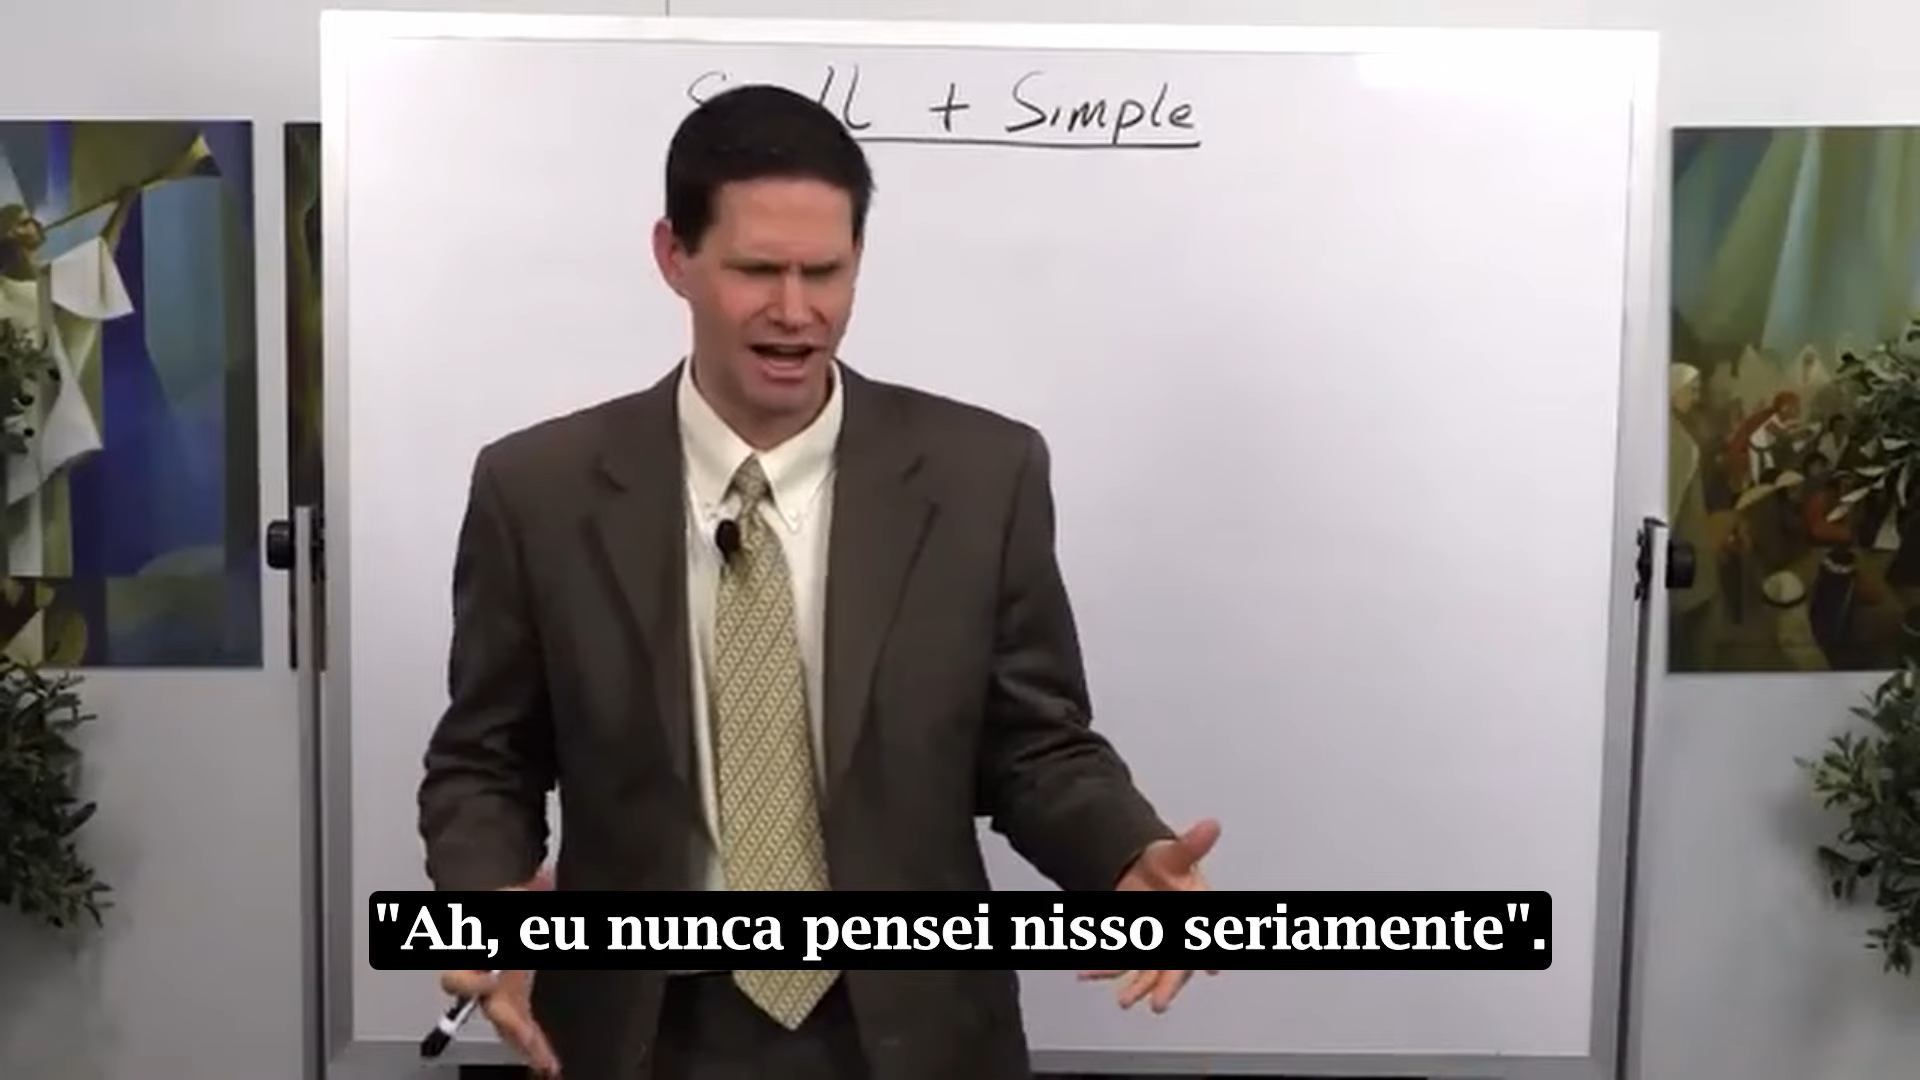 + Simple
"Ah, eu nunca pensei nisso seriamente".